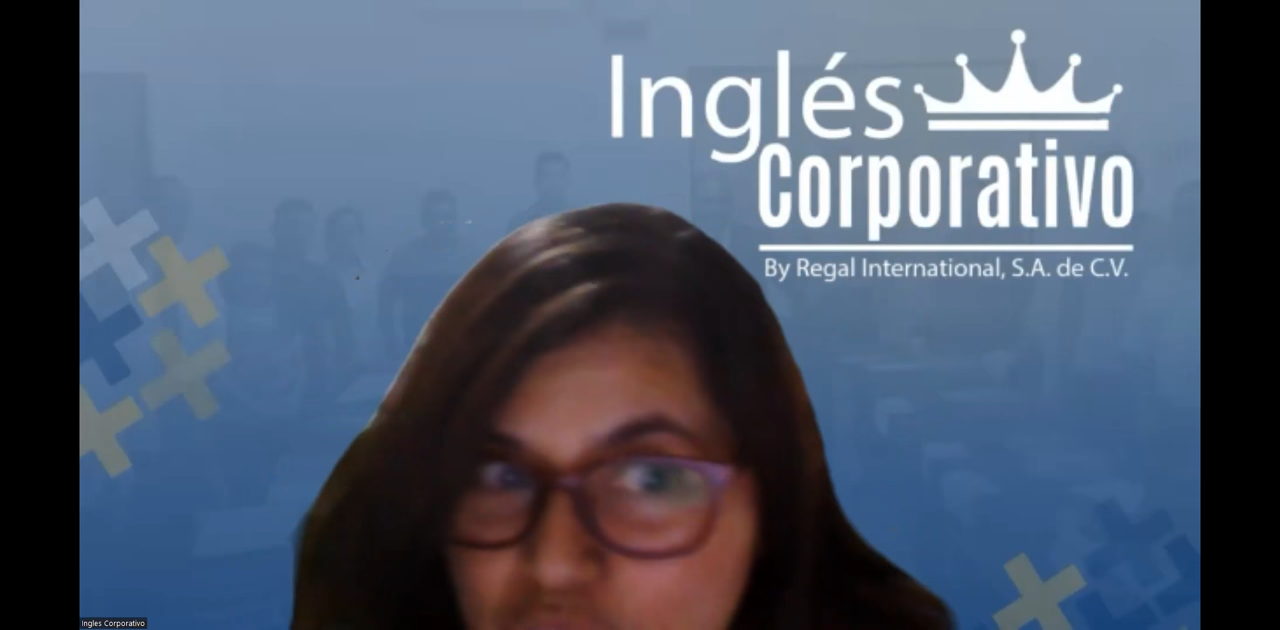 Inglés
Corporativo
By Regal International, S.A. de C.V.
Ingles Corporativo